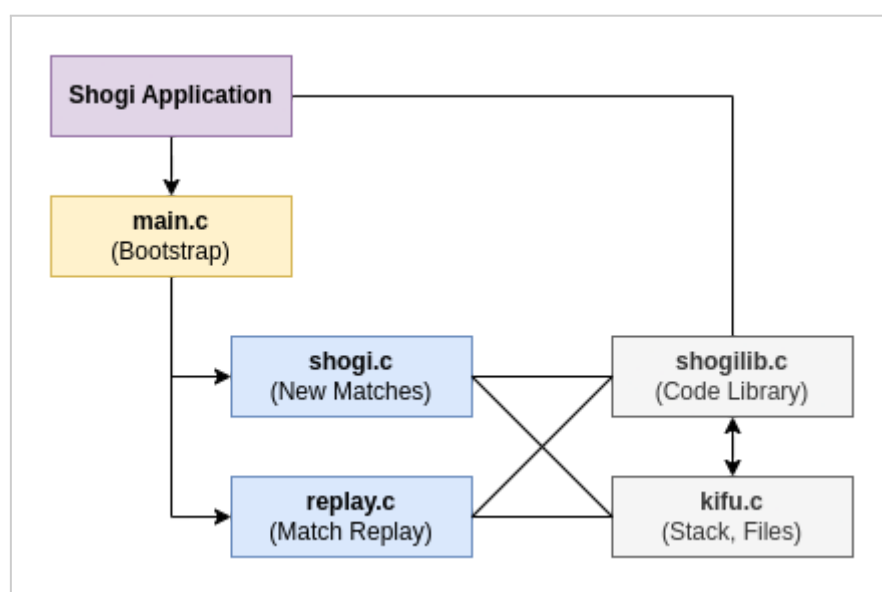 Shogi Application
main.c
(Bootstrap)
shogi.c
(New Matches)
shogilib.c
(Code Library)
replay.c
(Match Replay)
kifu.c
(Stack, Files)